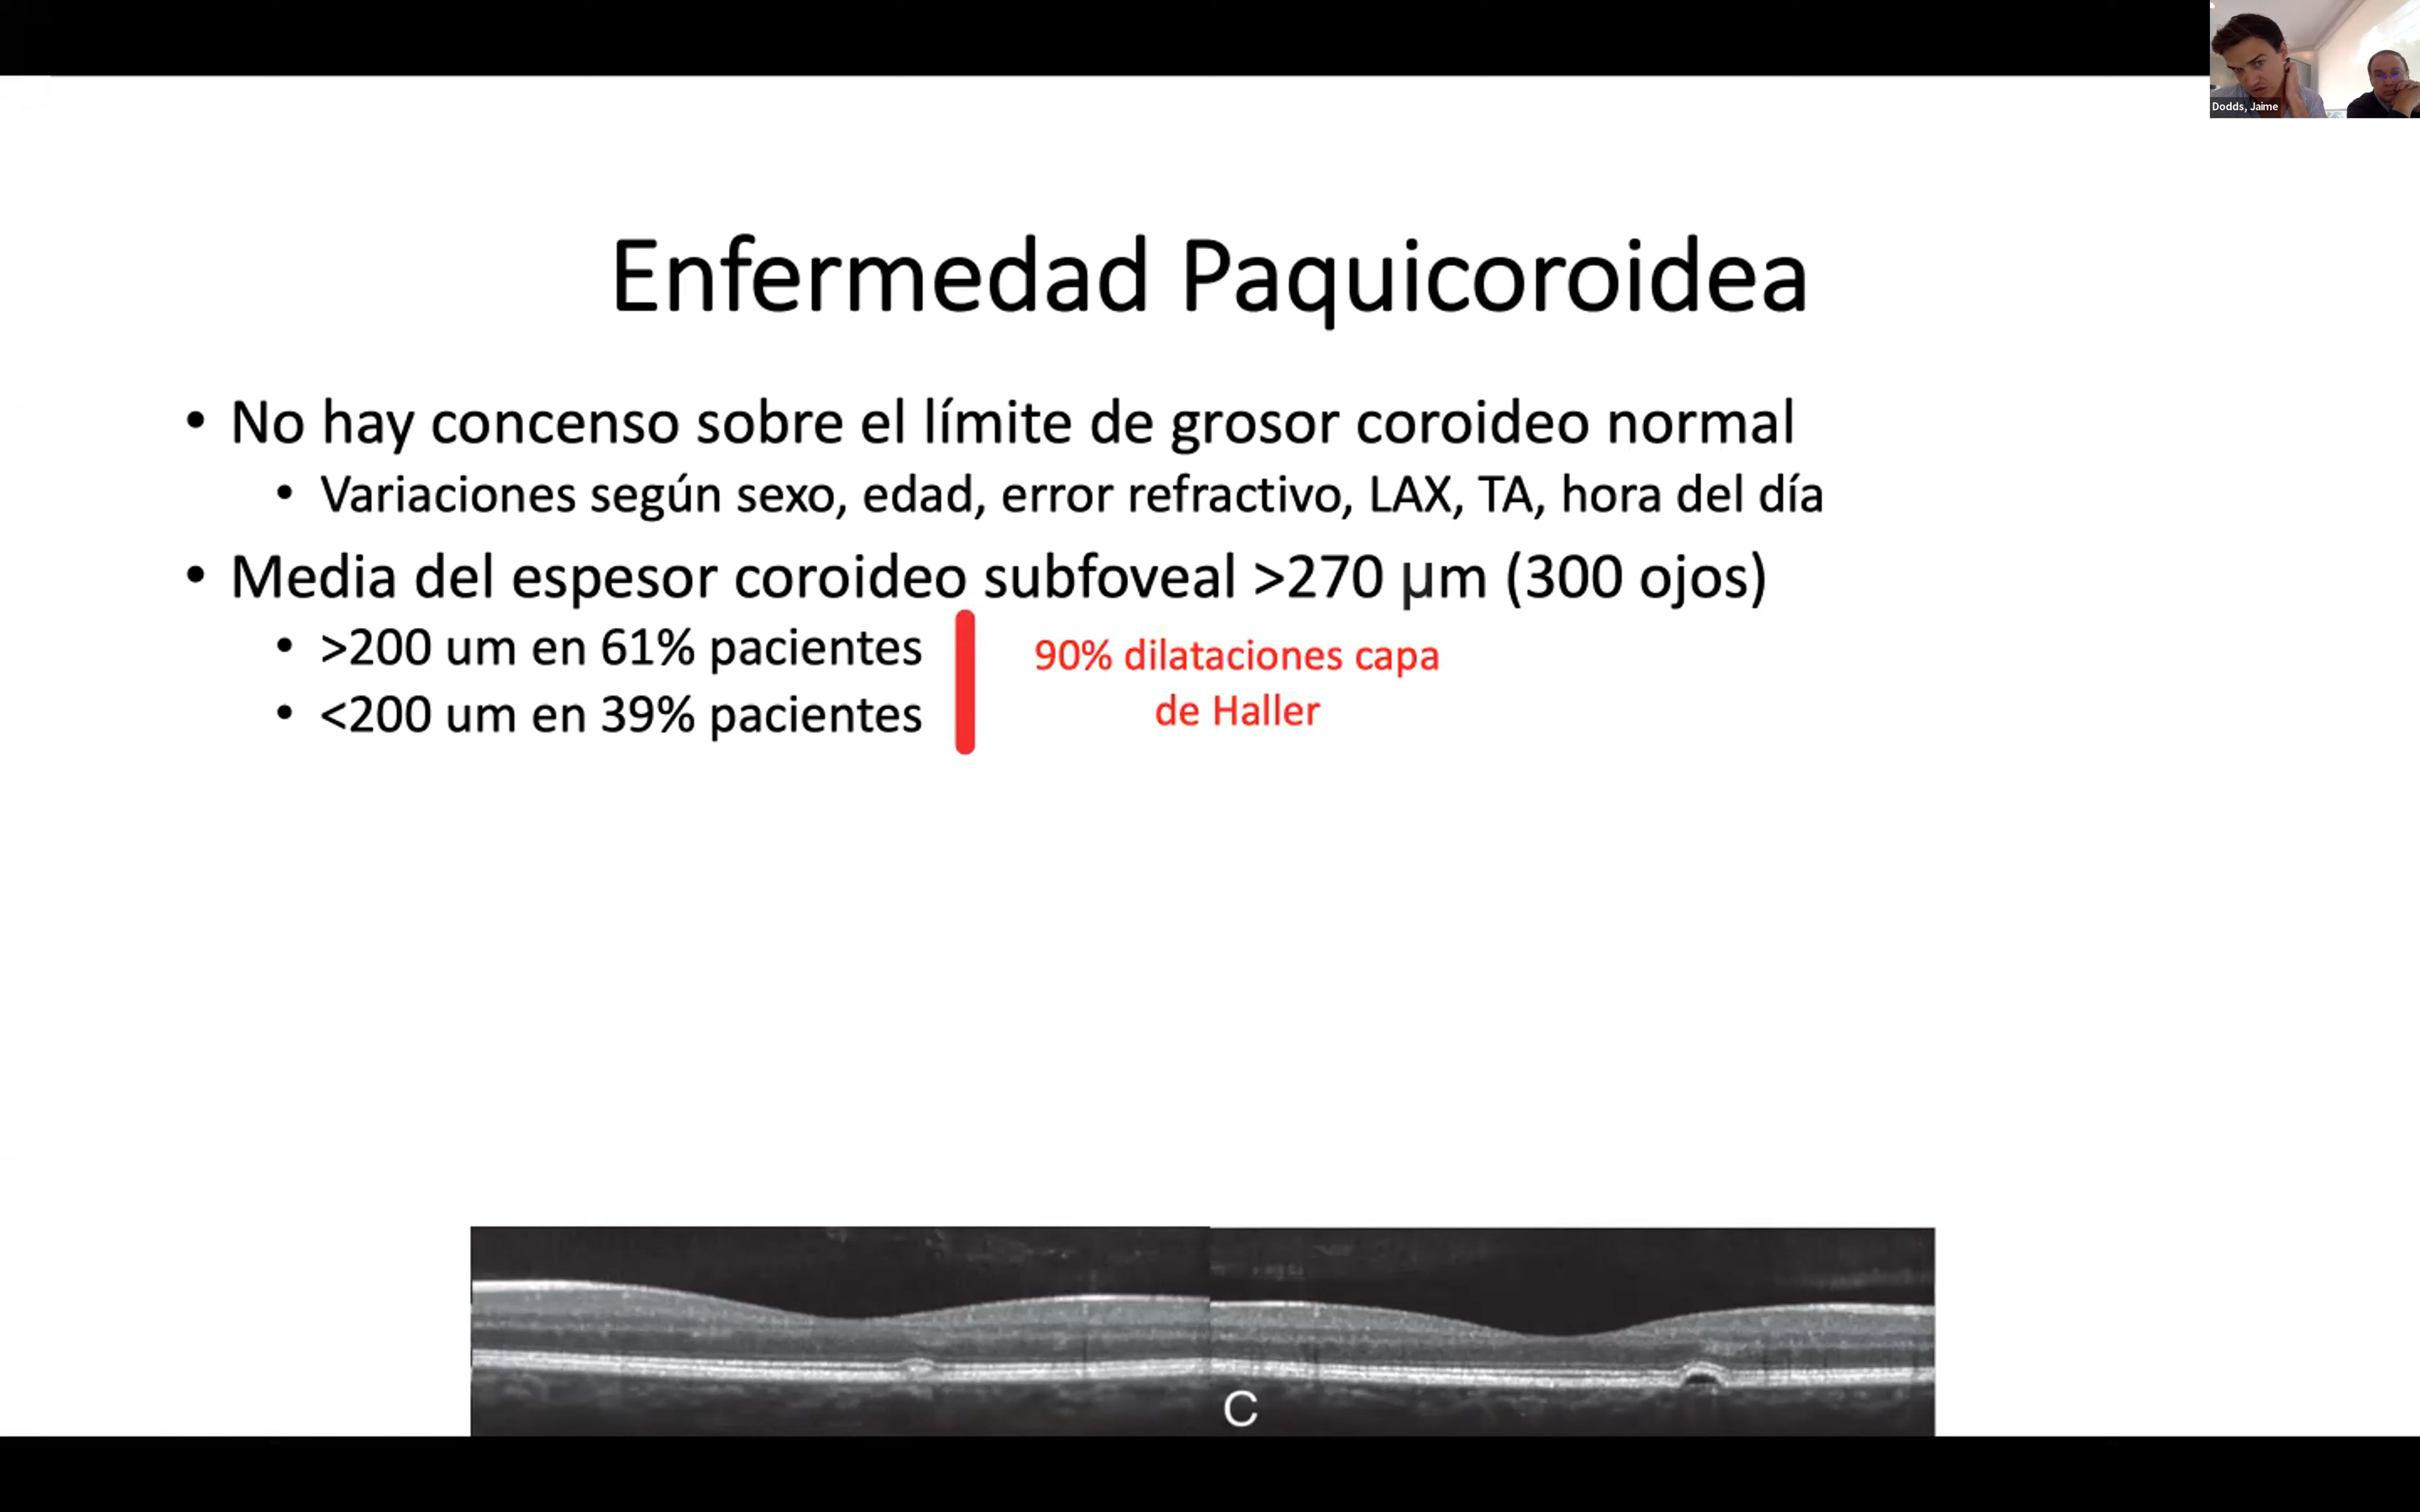 Dodds, Jaime
Enfermedad Paquicoroidea
• No hay concenso sobre el límite de grosor coroideo normal
• Variaciones según sexo, edad, error refractivo, LAX, TA, hora del día
• Media del espesor coroideo subfoveal >270 µm (300 ojos)
• >200 um en 61% pacientes
• <200 um en 39% pacientes
90% dilataciones capa
de Haller
C